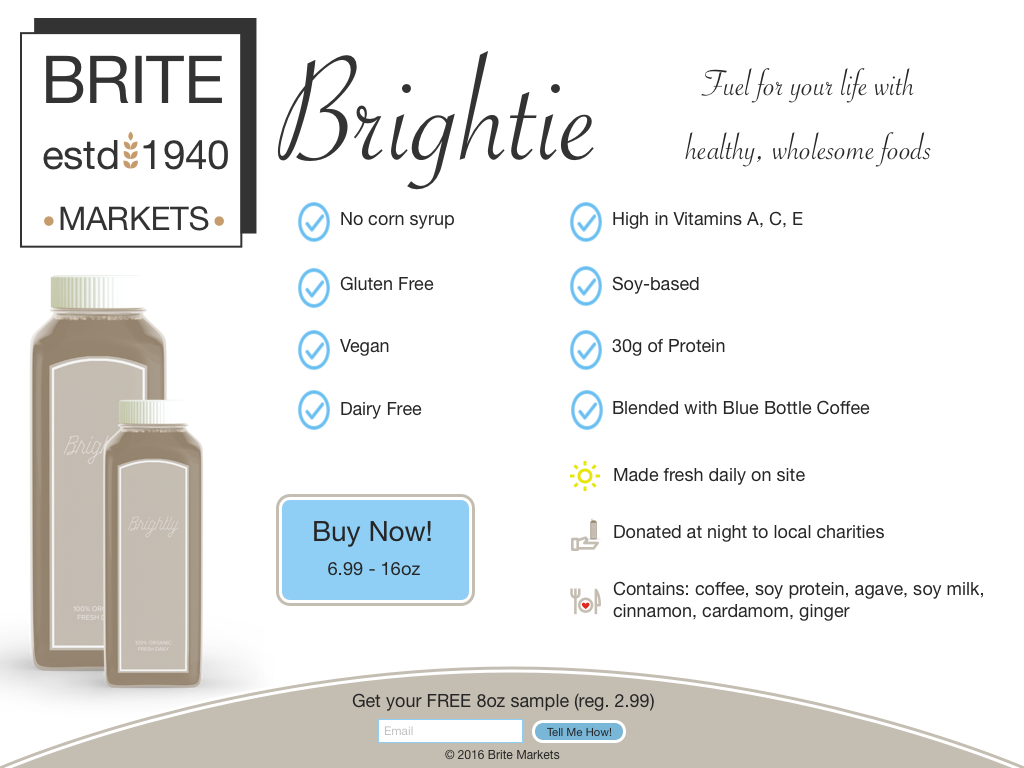 BRITE
estd 1940
•MARKETS•
Brightie
Fuel for your life with
healthy, wholesome foods
No corn syrup
Gluten Free
Vegan
Dairy Free
High in Vitamins A, C, E
Soy-based
30g of Protein
Blended with Blue Bottle Coffee
Made fresh daily on site
Donated at night to local charities
Contains: coffee, soy protein, agave, soy milk,
cinnamon, cardamom, ginger
Buy Now!
6.99 - 16oz
Brightly
100% ORGANIC
FRESH DAILY
100%
FRESH
Get your FREE 8oz sample (reg. 2.99)
Email
Tell Me How!
© 2016 Brite Markets